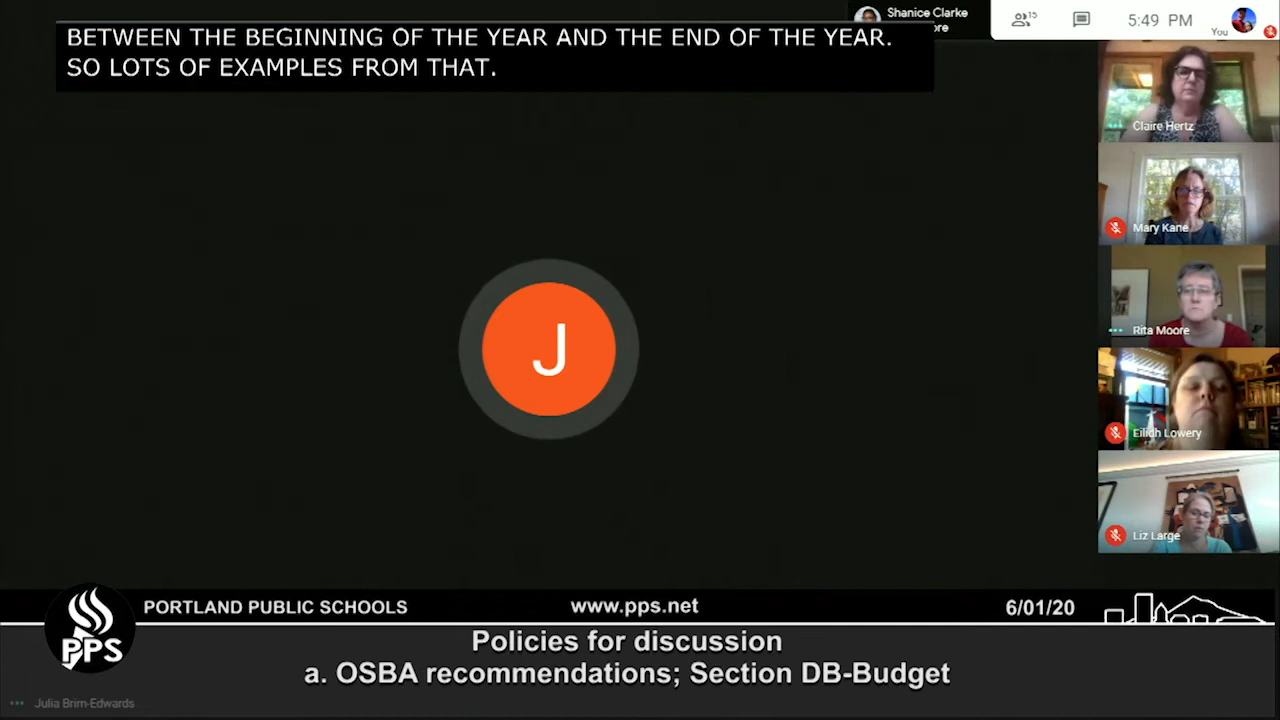 BETWEEN THE BEGINNING OF THE YEAR AND THE END OF THE YEAR.
SO LOTS OF EXAMPLES FROM THAT.
Shanice Clarke
ore
15
5:49 PM
You
Claire Hertz
Mary Kane
Rita Moore
Eilidh Lowery
Liz Large
J
PPS
PORTLAND PUBLIC SCHOOLS
www.pps.net
6/01/20
Policies for discussion
a. OSBA recommendations; Section DB-Budget
Julia Brim-Edwards